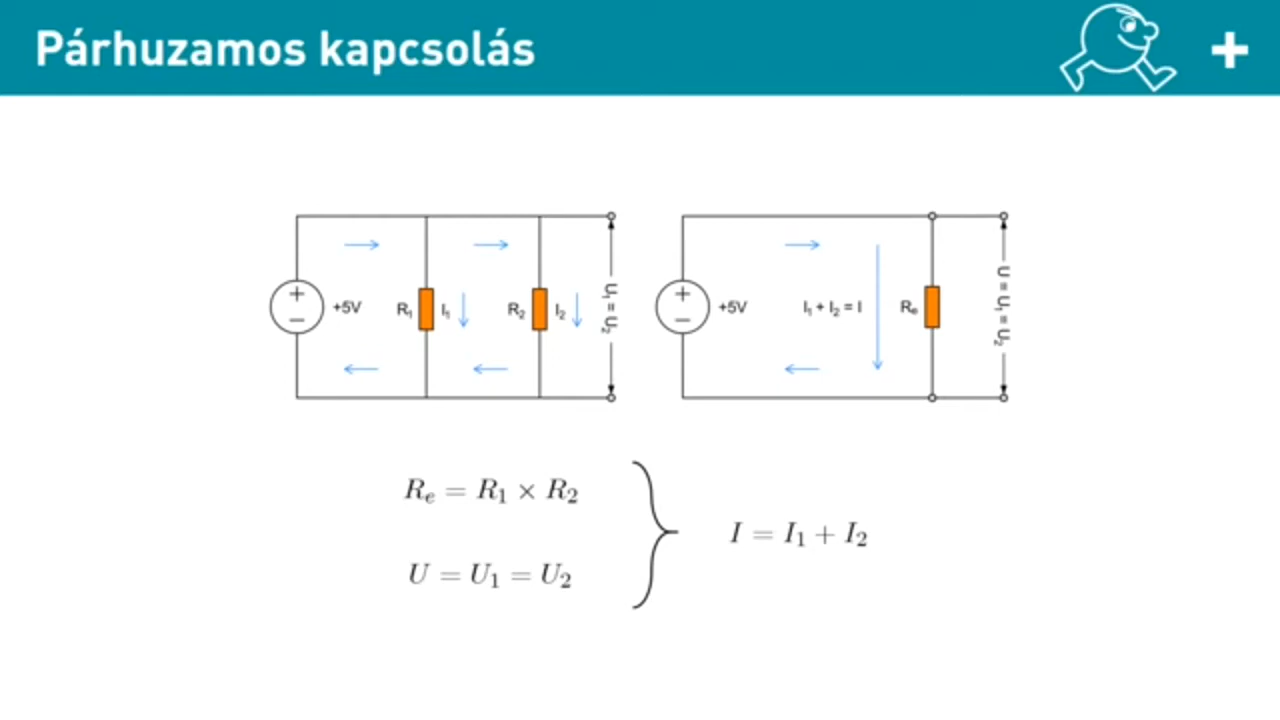 Párhuzamos kapcsolás
+
+
−
+5V
R₁
I₁
R₂
I₂
U₁ = U₂
+
−
+5V
I₁ + I₂ = I
Rₑ
U = U₁ = U₂
Rₑ = R₁ × R₂
U = U₁ = U₂
I = I₁ + I₂